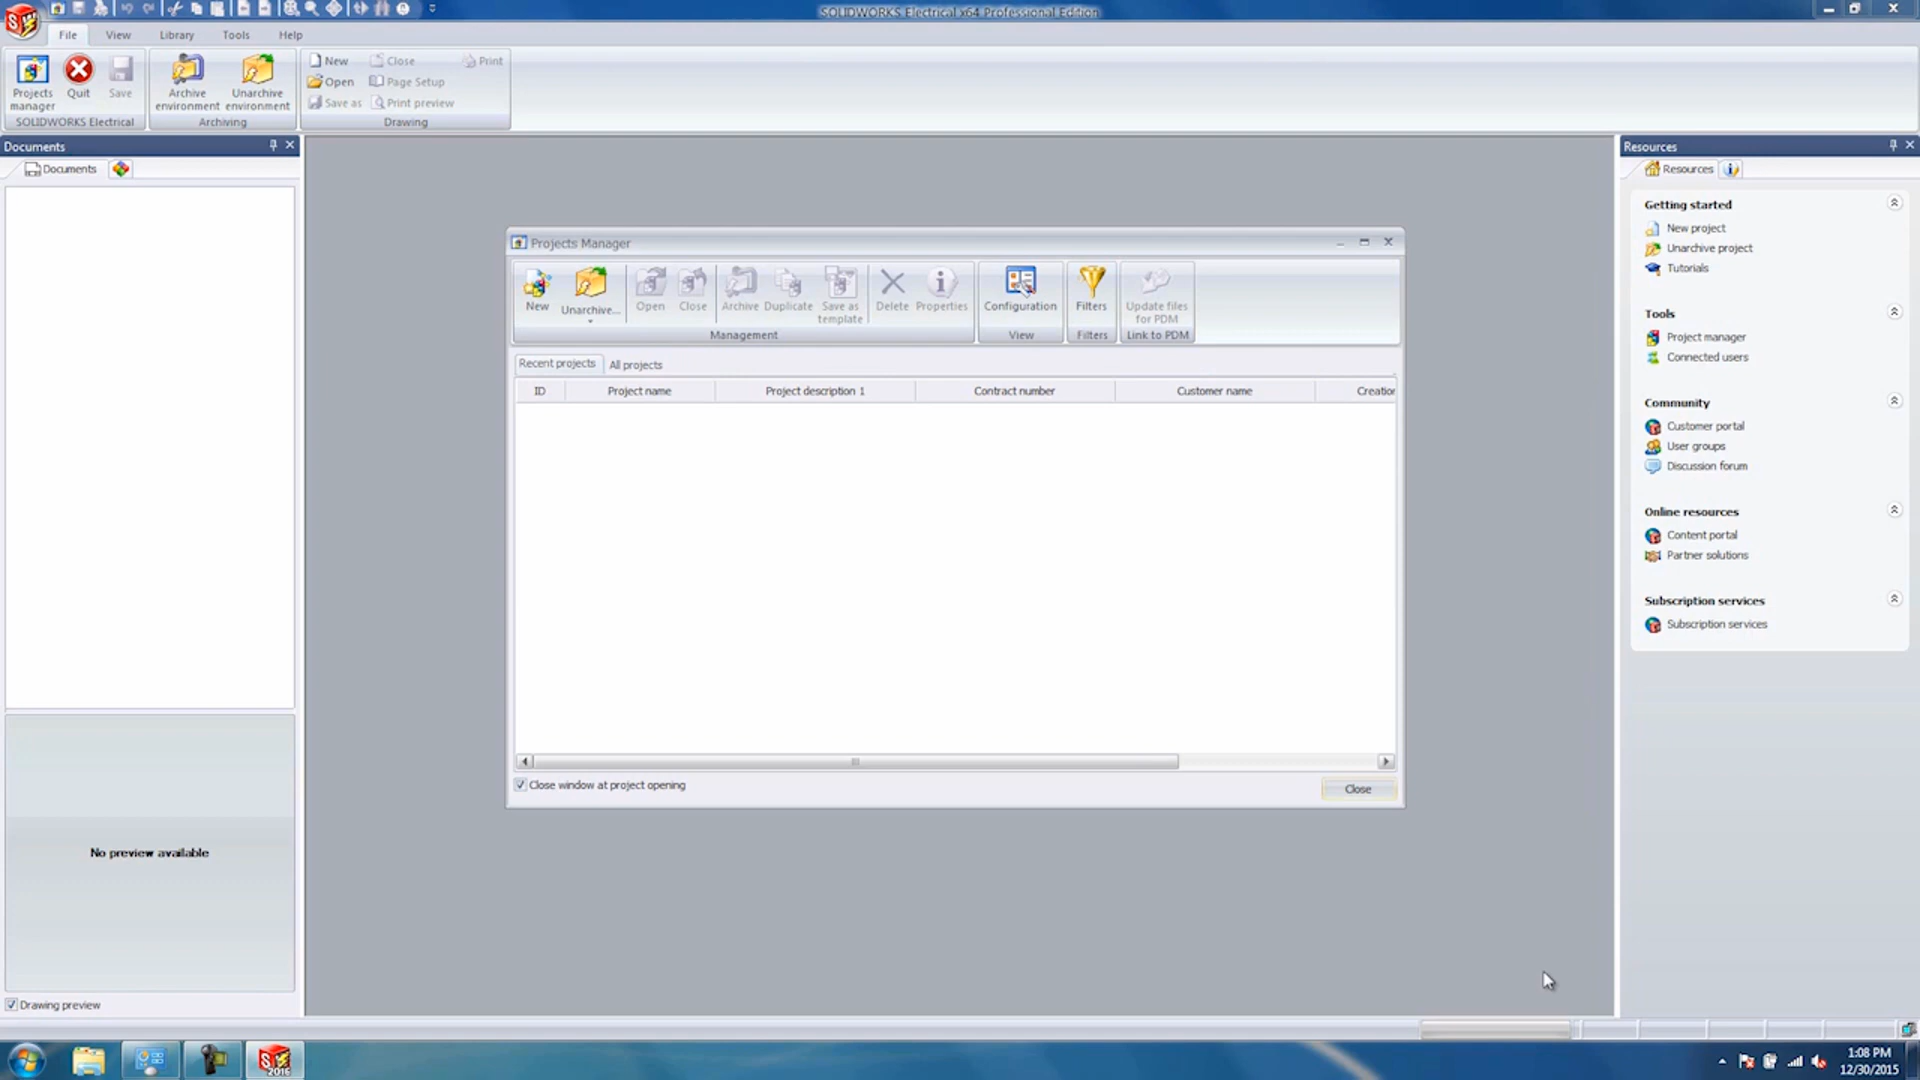 SOLIDWORKS Electrical x64 Professional Edition
File View Library Tools Help
Projects manager
Quit
Save
SOLIDWORKS Electrical
Archive environment
Unarchive environment
Archiving
New Close Print
Open Page Setup
Save as Print preview
Drawing
Documents
Documents
No preview available
Drawing preview
Projects Manager
New
Unarchive...
Open
Close
Archive
Duplicate
Save as template
Delete
Properties
Management
Configuration
View
Filters
Filters
Update files for PDM
Link to PDM
Recent projects All projects
ID Project name Project description 1 Contract number Customer name Creation
Close window at project opening
Close
Resources
Resources
Getting started
New project
Unarchive project
Tutorials
Tools
Project manager
Connected users
Community
Customer portal
User groups
Discussion forum
Online resources
Content portal
Partner solutions
Subscription services
Subscription services
SW
2016
1:08 PM
12/30/2015